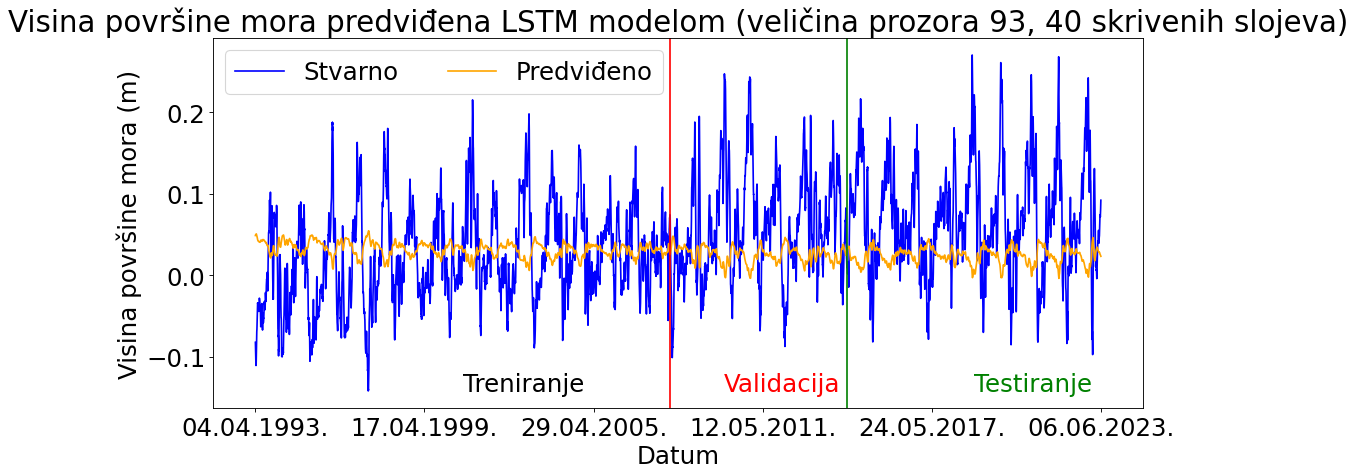 Visina površine mora predviđena LSTM modelom (veličina prozora 93, 40 skrivenih slojeva)
Stvarno
Predviđeno
Visina površine mora (m)
0.2
0.1
0.0
−0.1
Treniranje
Validacija
Testiranje
04.04.1993.
17.04.1999.
29.04.2005.
12.05.2011.
24.05.2017.
06.06.2023.
Datum